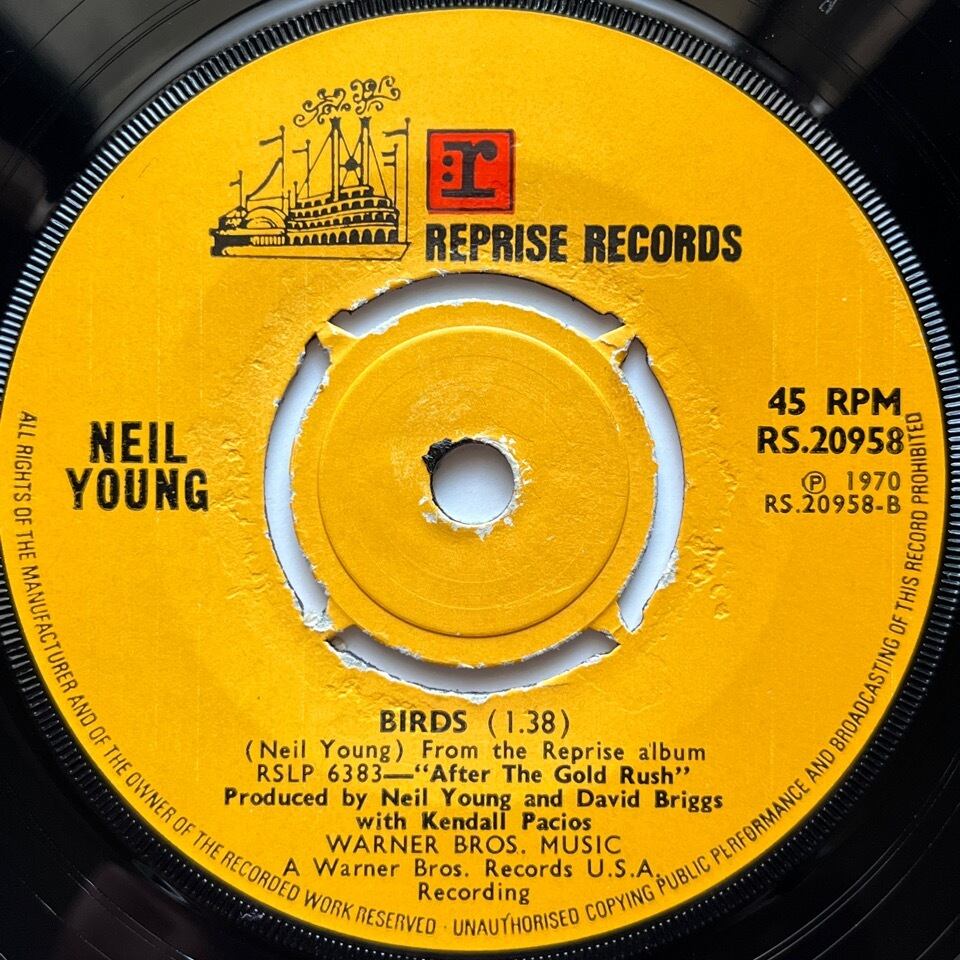 r
REPRISE RECORDS
NEIL
YOUNG
45 RPM
RS.20958
℗ 1970
RS.20958-B
BIRDS (1.38)
(Neil Young) From the Reprise album
RSLP 6383—"After The Gold Rush"
Produced by Neil Young and David Briggs
with Kendall Pacios
WARNER BROS. MUSIC
A Warner Bros. Records U.S.A.
Recording
ALL RIGHTS OF THE MANUFACTURER AND OF THE OWNER OF THE RECORDED WORK RESERVED · UNAUTHORISED COPYING PUBLIC PERFORMANCE AND BROADCASTING OF THIS RECORD PROHIBITED